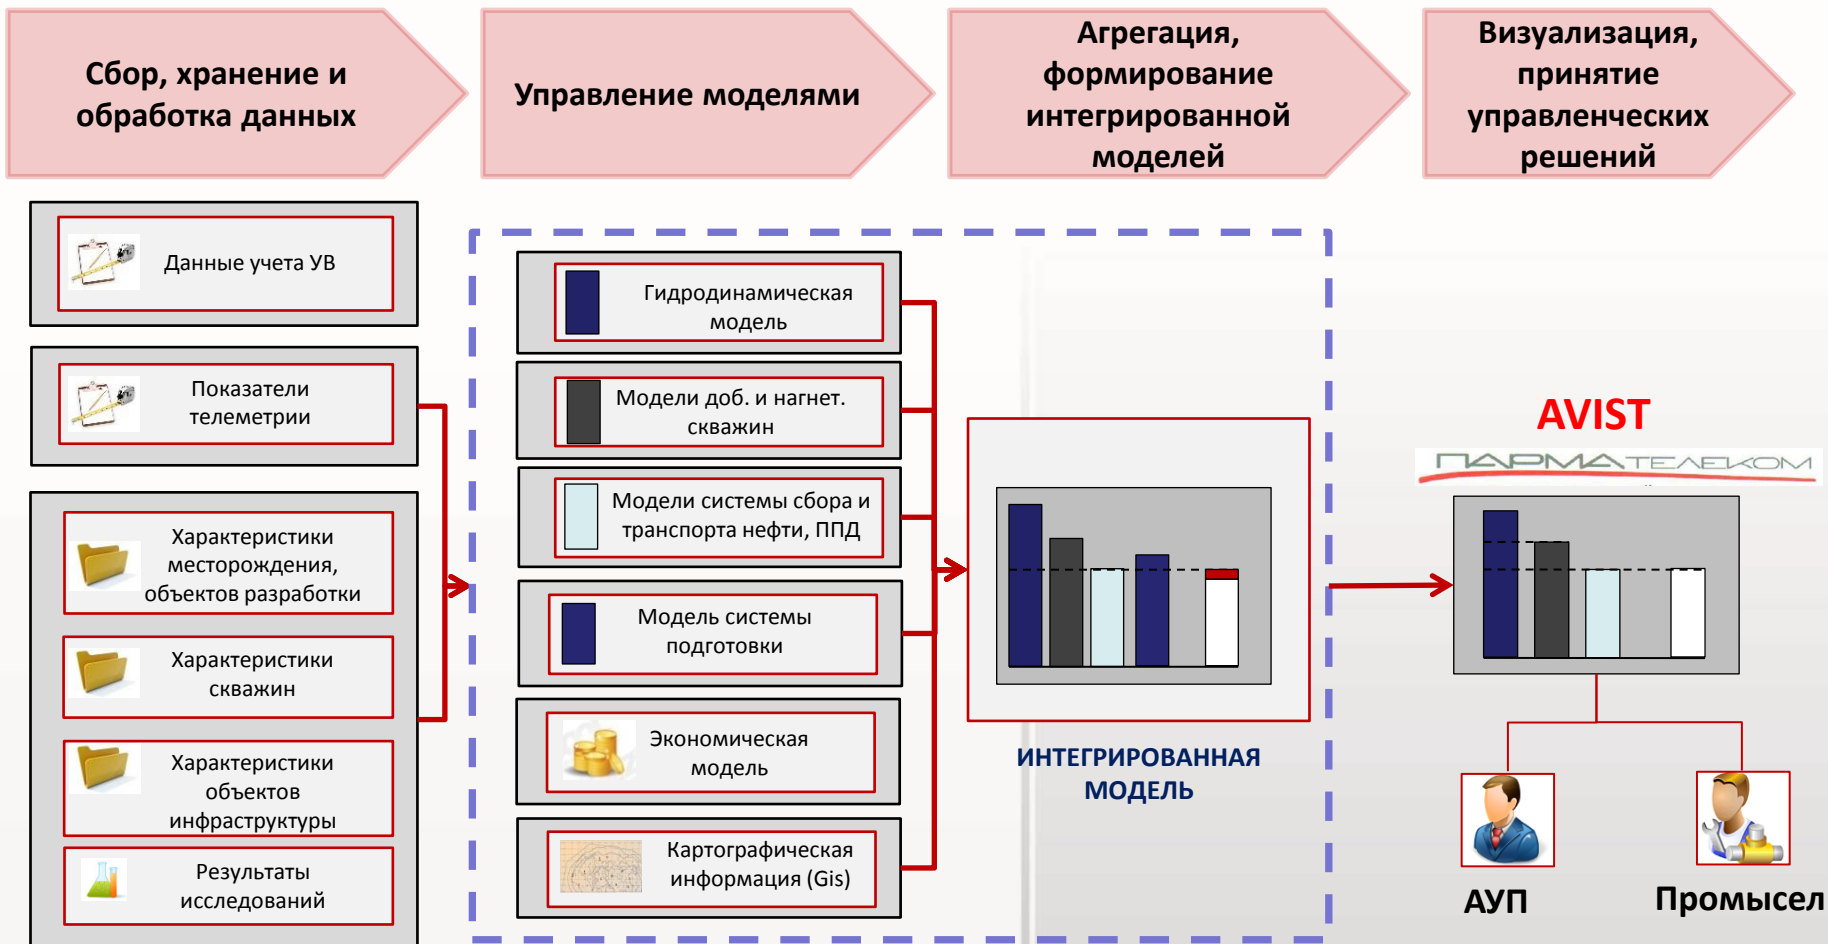 Сбор, хранение и
обработка данных
Управление моделями
Агрегация,
формирование
интегрированной
моделей
Визуализация,
принятие
управленческих
решений
Данные учета УВ
Показатели
телеметрии
Характеристики
месторождения,
объектов разработки
Характеристики
скважин
Характеристики
объектов
инфраструктуры
Результаты
исследований
Гидродинамическая
модель
Модели доб. и нагнет.
скважин
Модели системы сбора и
транспорта нефти, ППД
Модель системы
подготовки
Экономическая
модель
Картографическая
информация (Gis)
ИНТЕГРИРОВАННАЯ
МОДЕЛЬ
AVIST
ПАРМАТЕЛЕКОМ
АУП
Промысел